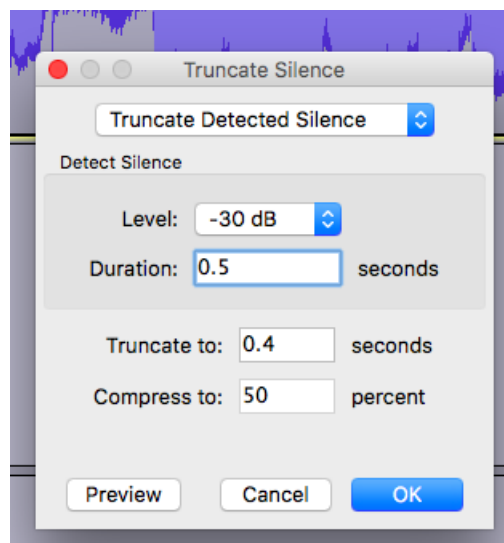 Truncate Silence
Truncate Detected Silence
Detect Silence
Level: -30 dB
Duration: 0.5 seconds
Truncate to: 0.4 seconds
Compress to: 50 percent
Preview Cancel OK